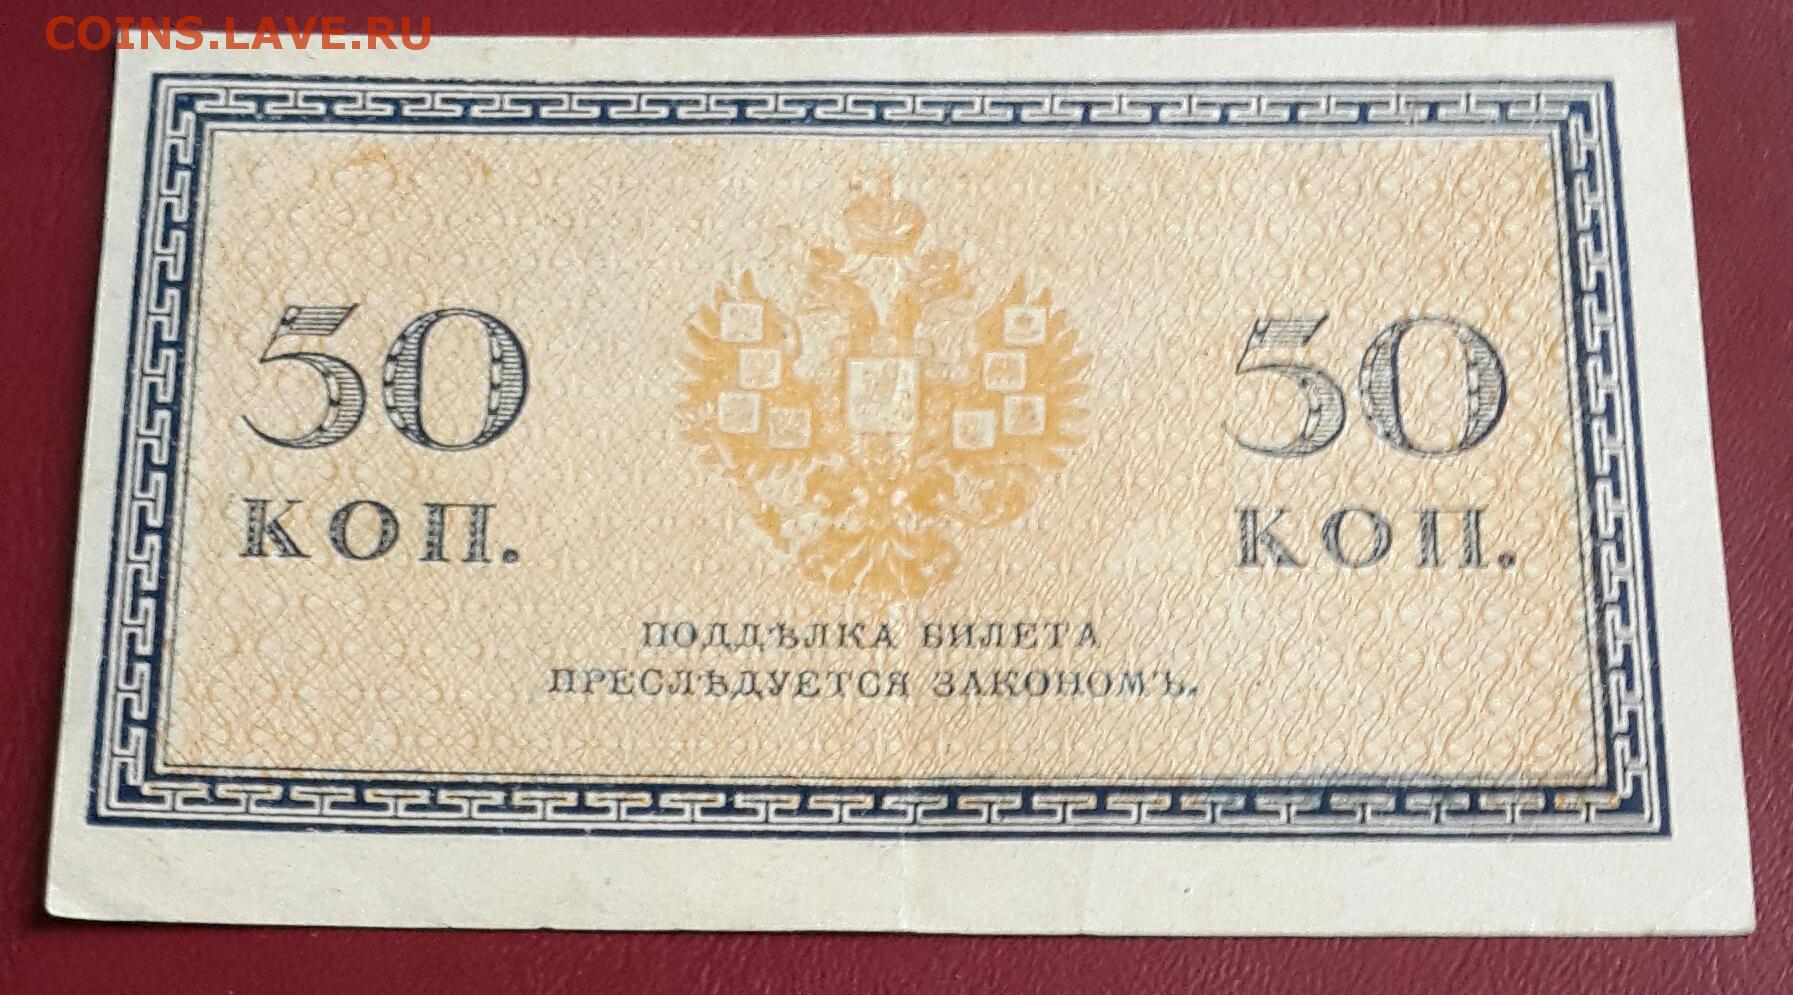 COINS.LAVE.RU
50
КОП.
50
КОП.
ПОДДѢЛКА БИЛЕТА
ПРЕСЛѢДУЕТСЯ ЗАКОНОМЪ.